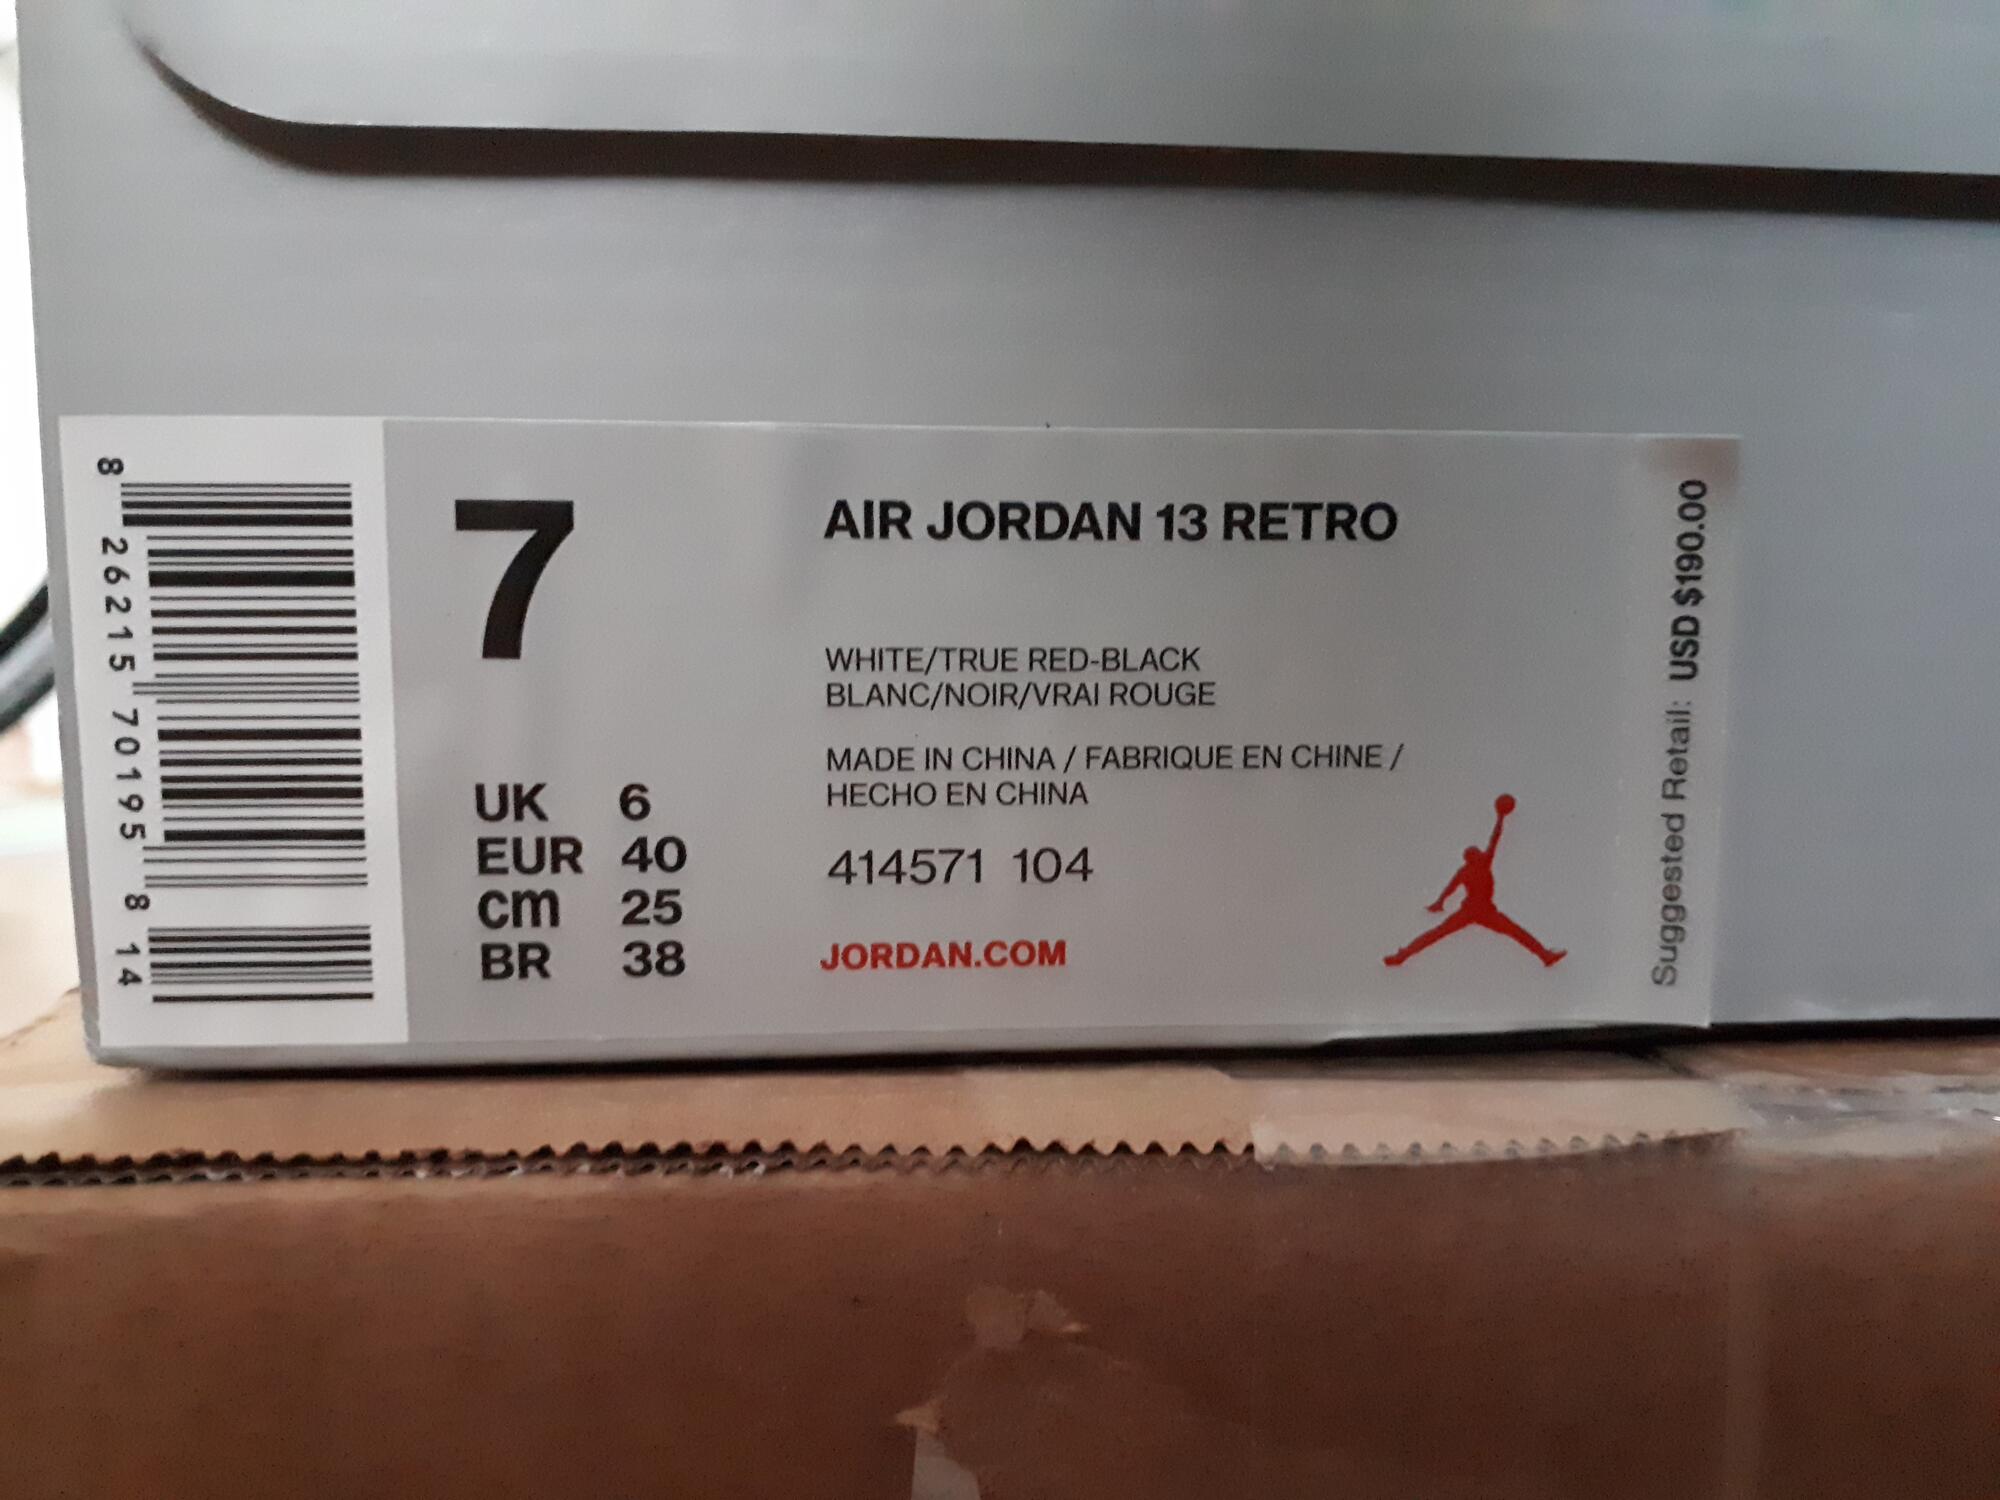 8 26215 70195 8 14
7
UK 6
EUR 40
cm 25
BR 38
AIR JORDAN 13 RETRO
WHITE/TRUE RED-BLACK
BLANC/NOIR/VRAI ROUGE
MADE IN CHINA / FABRIQUE EN CHINE /
HECHO EN CHINA
414571 104
JORDAN.COM
Suggested Retail: USD $190.00